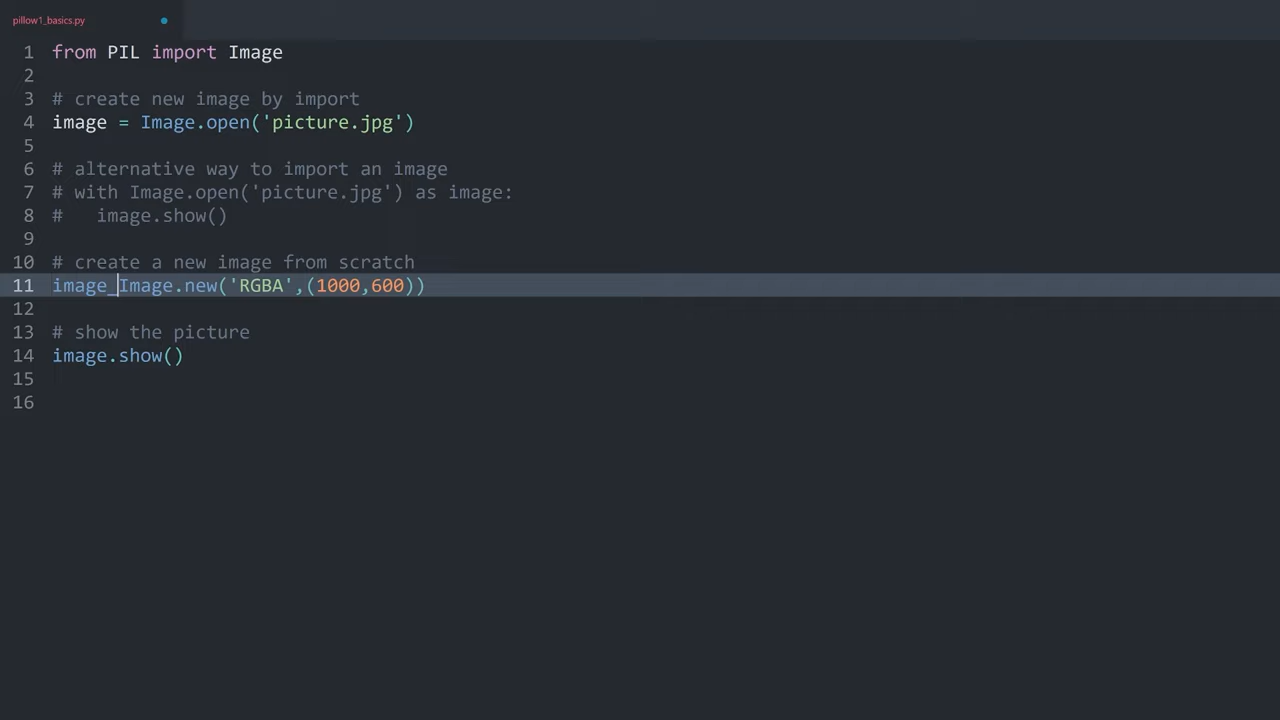 pillow1_basics.py
1 from PIL import Image
2
3 # create new image by import
4 image = Image.open('picture.jpg')
5
6 # alternative way to import an image
7 # with Image.open('picture.jpg') as image:
8 #   image.show()
9
10 # create a new image from scratch
11 image_Image.new('RGBA',(1000,600))
12
13 # show the picture
14 image.show()
15
16